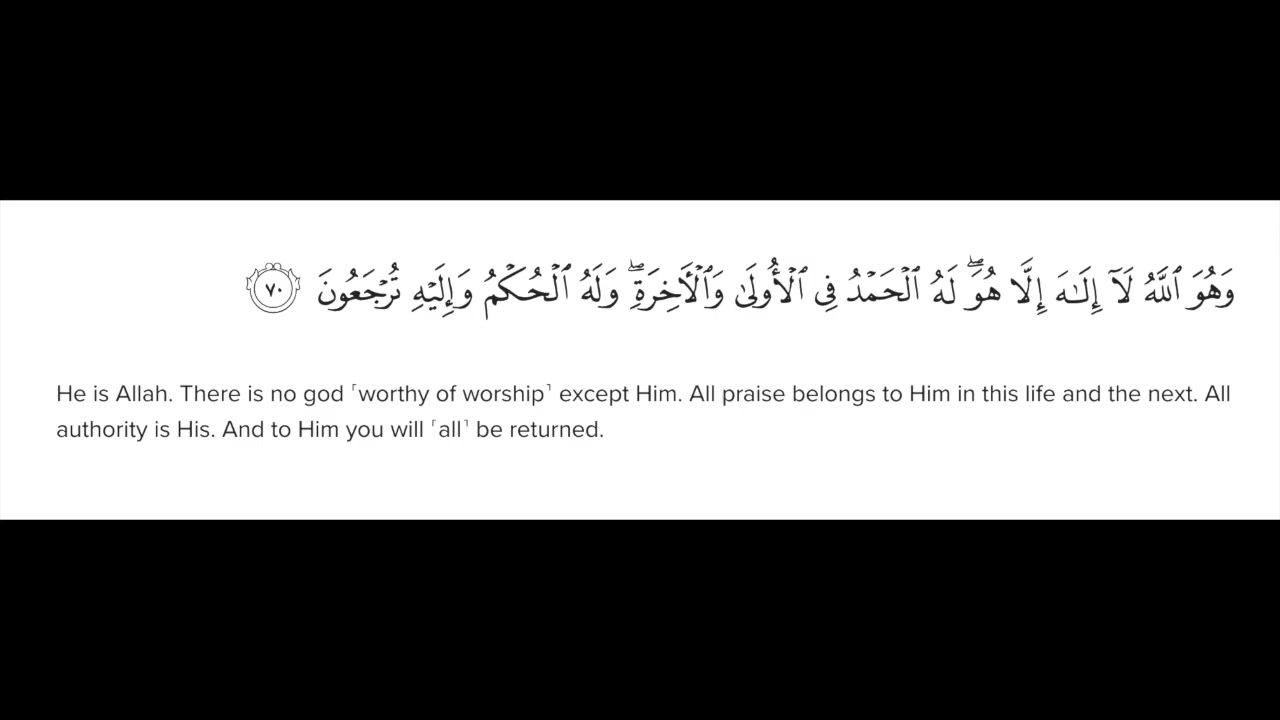 وَهُوَ ٱللَّهُ لَآ إِلَـٰهَ إِلَّا هُوَ ۖ لَهُ ٱلْحَمْدُ فِى ٱلْأُولَىٰ وَٱلْـَٔاخِرَةِ ۖ وَلَهُ ٱلْحُكْمُ وَإِلَيْهِ تُرْجَعُونَ ٧٠
He is Allah. There is no god ˹worthy of worship˺ except Him. All praise belongs to Him in this life and the next. All
authority is His. And to Him you will ˹all˺ be returned.